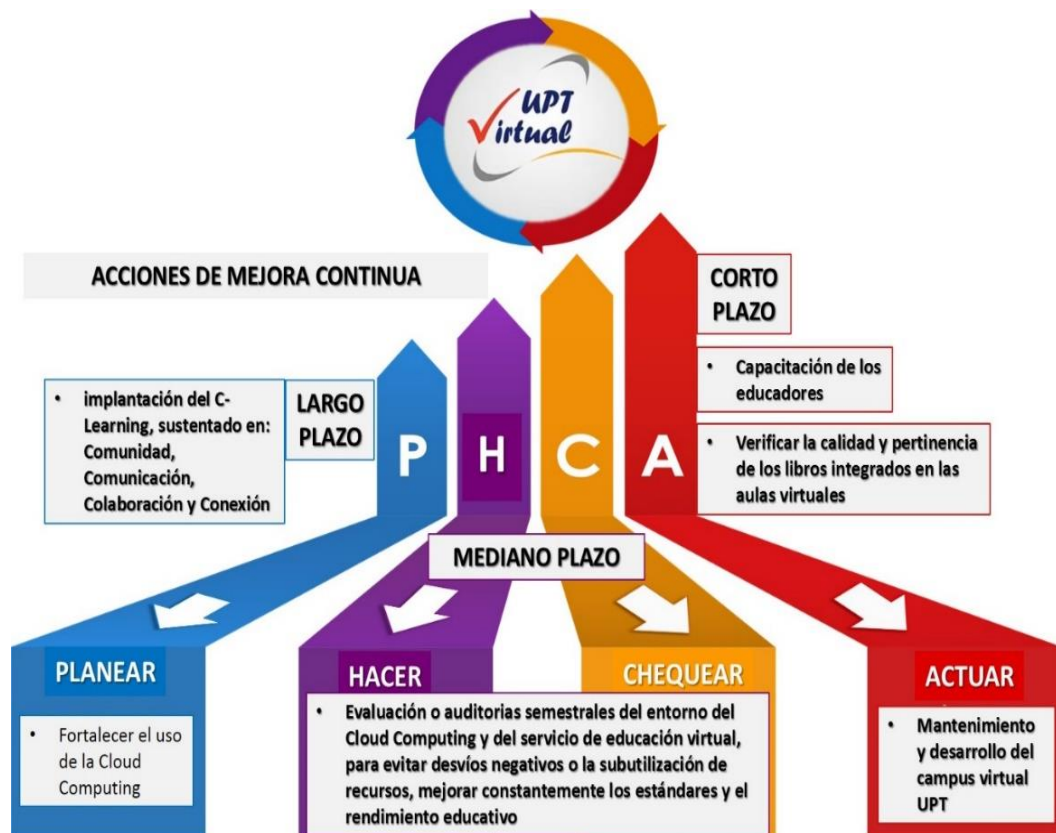 UPT
Virtual
ACCIONES DE MEJORA CONTINUA
CORTO
PLAZO
• Capacitación de los
educadores
• Verificar la calidad y pertinencia
de los libros integrados en las
aulas virtuales
LARGO
PLAZO
• implantación del C-
Learning, sustentado en:
Comunidad,
Comunicación,
Colaboración y Conexión
P H C A
MEDIANO PLAZO
PLANEAR
• Fortalecer el uso
de la Cloud
Computing
HACER
CHEQUEAR
• Evaluación o auditorias semestrales del entorno del
Cloud Computing y del servicio de educación virtual,
para evitar desvíos negativos o la subutilización de
recursos, mejorar constantemente los estándares y el
rendimiento educativo
ACTUAR
• Mantenimiento
y desarrollo del
campus virtual
UPT